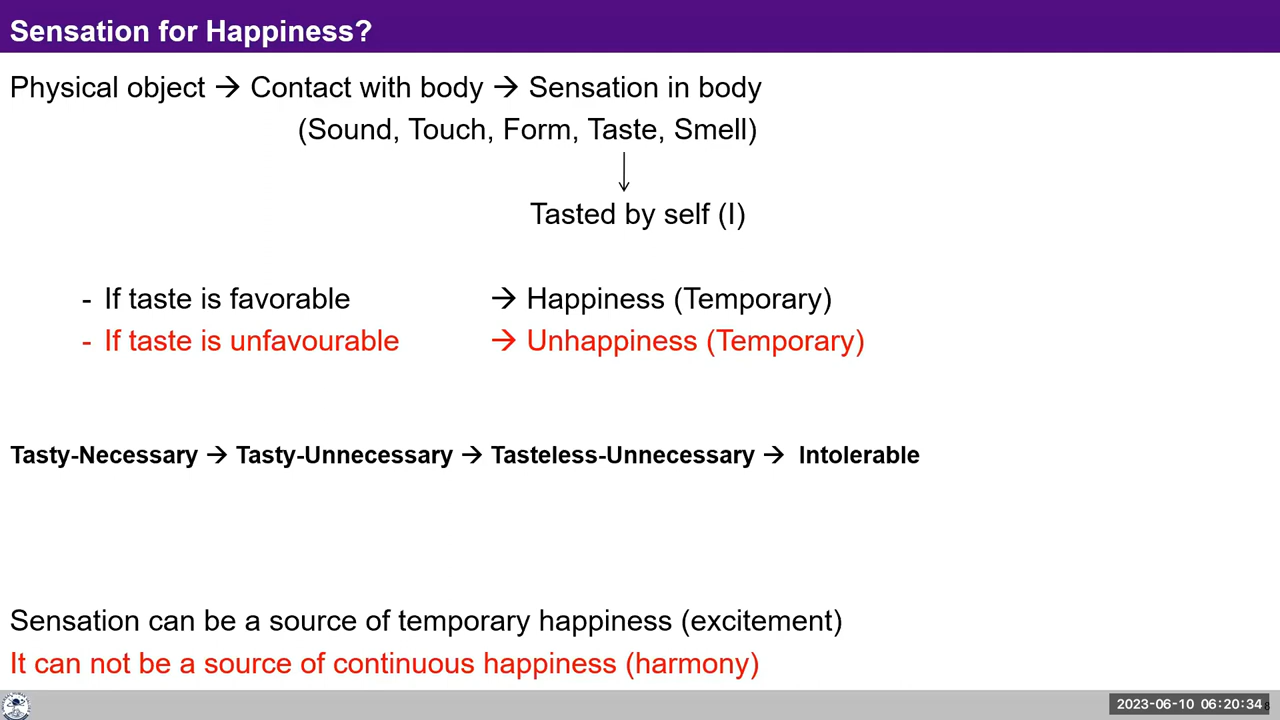 Sensation for Happiness?
Physical object → Contact with body → Sensation in body
(Sound, Touch, Form, Taste, Smell)
Tasted by self (I)
- If taste is favorable → Happiness (Temporary)
- If taste is unfavourable → Unhappiness (Temporary)
Tasty-Necessary → Tasty-Unnecessary → Tasteless-Unnecessary → Intolerable
Sensation can be a source of temporary happiness (excitement)
It can not be a source of continuous happiness (harmony)
2023-06-10 06:20:34
8